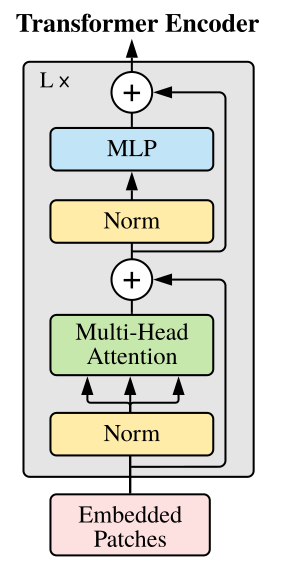 Transformer Encoder
L x
+
MLP
Norm
+
Multi-Head
Attention
Norm
Embedded
Patches